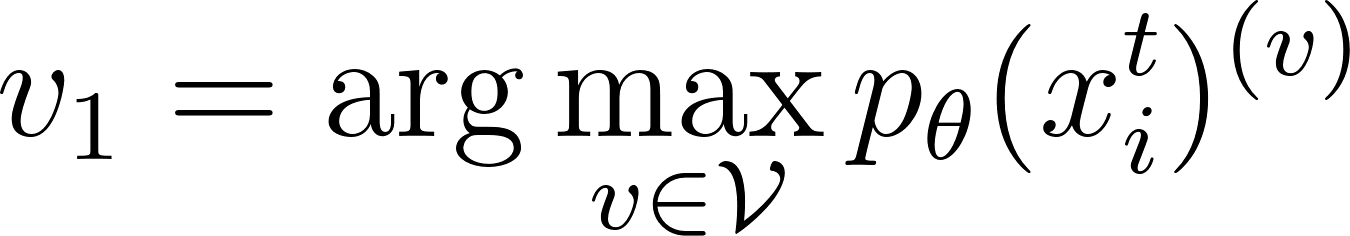 v_1 = \arg\max_{v \in \mathcal{V}} p_\theta(x_i^t)^{(v)}